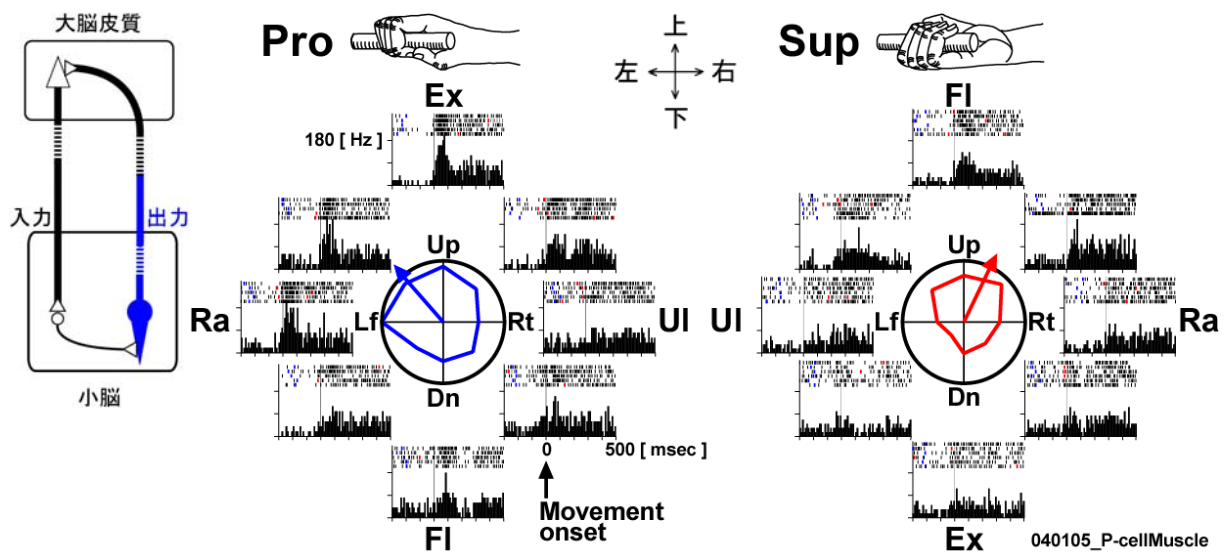 大脳皮質
入力
出力
小脳
Pro
上
左
右
下
Sup
Ex
180 [ Hz ]
Up
Ra
Lf
Rt
Ul
Dn
0
500 [ msec ]
Movement
onset
Fl
Fl
Up
Ul
Lf
Rt
Ra
Dn
Ex
040105_P-cellMuscle